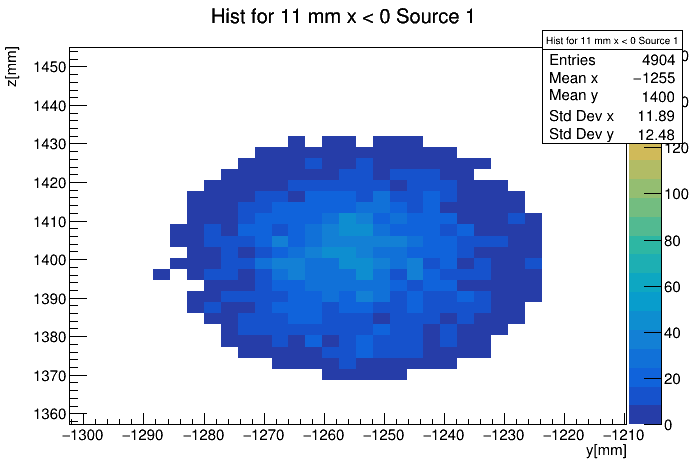 Hist for 11 mm x < 0 Source 1
z[mm]
Hist for 11 mm x < 0 Source 1
Entries 4904
Mean x −1255
Mean y 1400
Std Dev x 11.89
Std Dev y 12.48
1450
1440
1430
1420
1410
1400
1390
1380
1370
1360
120
100
80
60
40
20
0
−1300 −1290 −1280 −1270 −1260 −1250 −1240 −1230 −1220 −1210
y[mm]